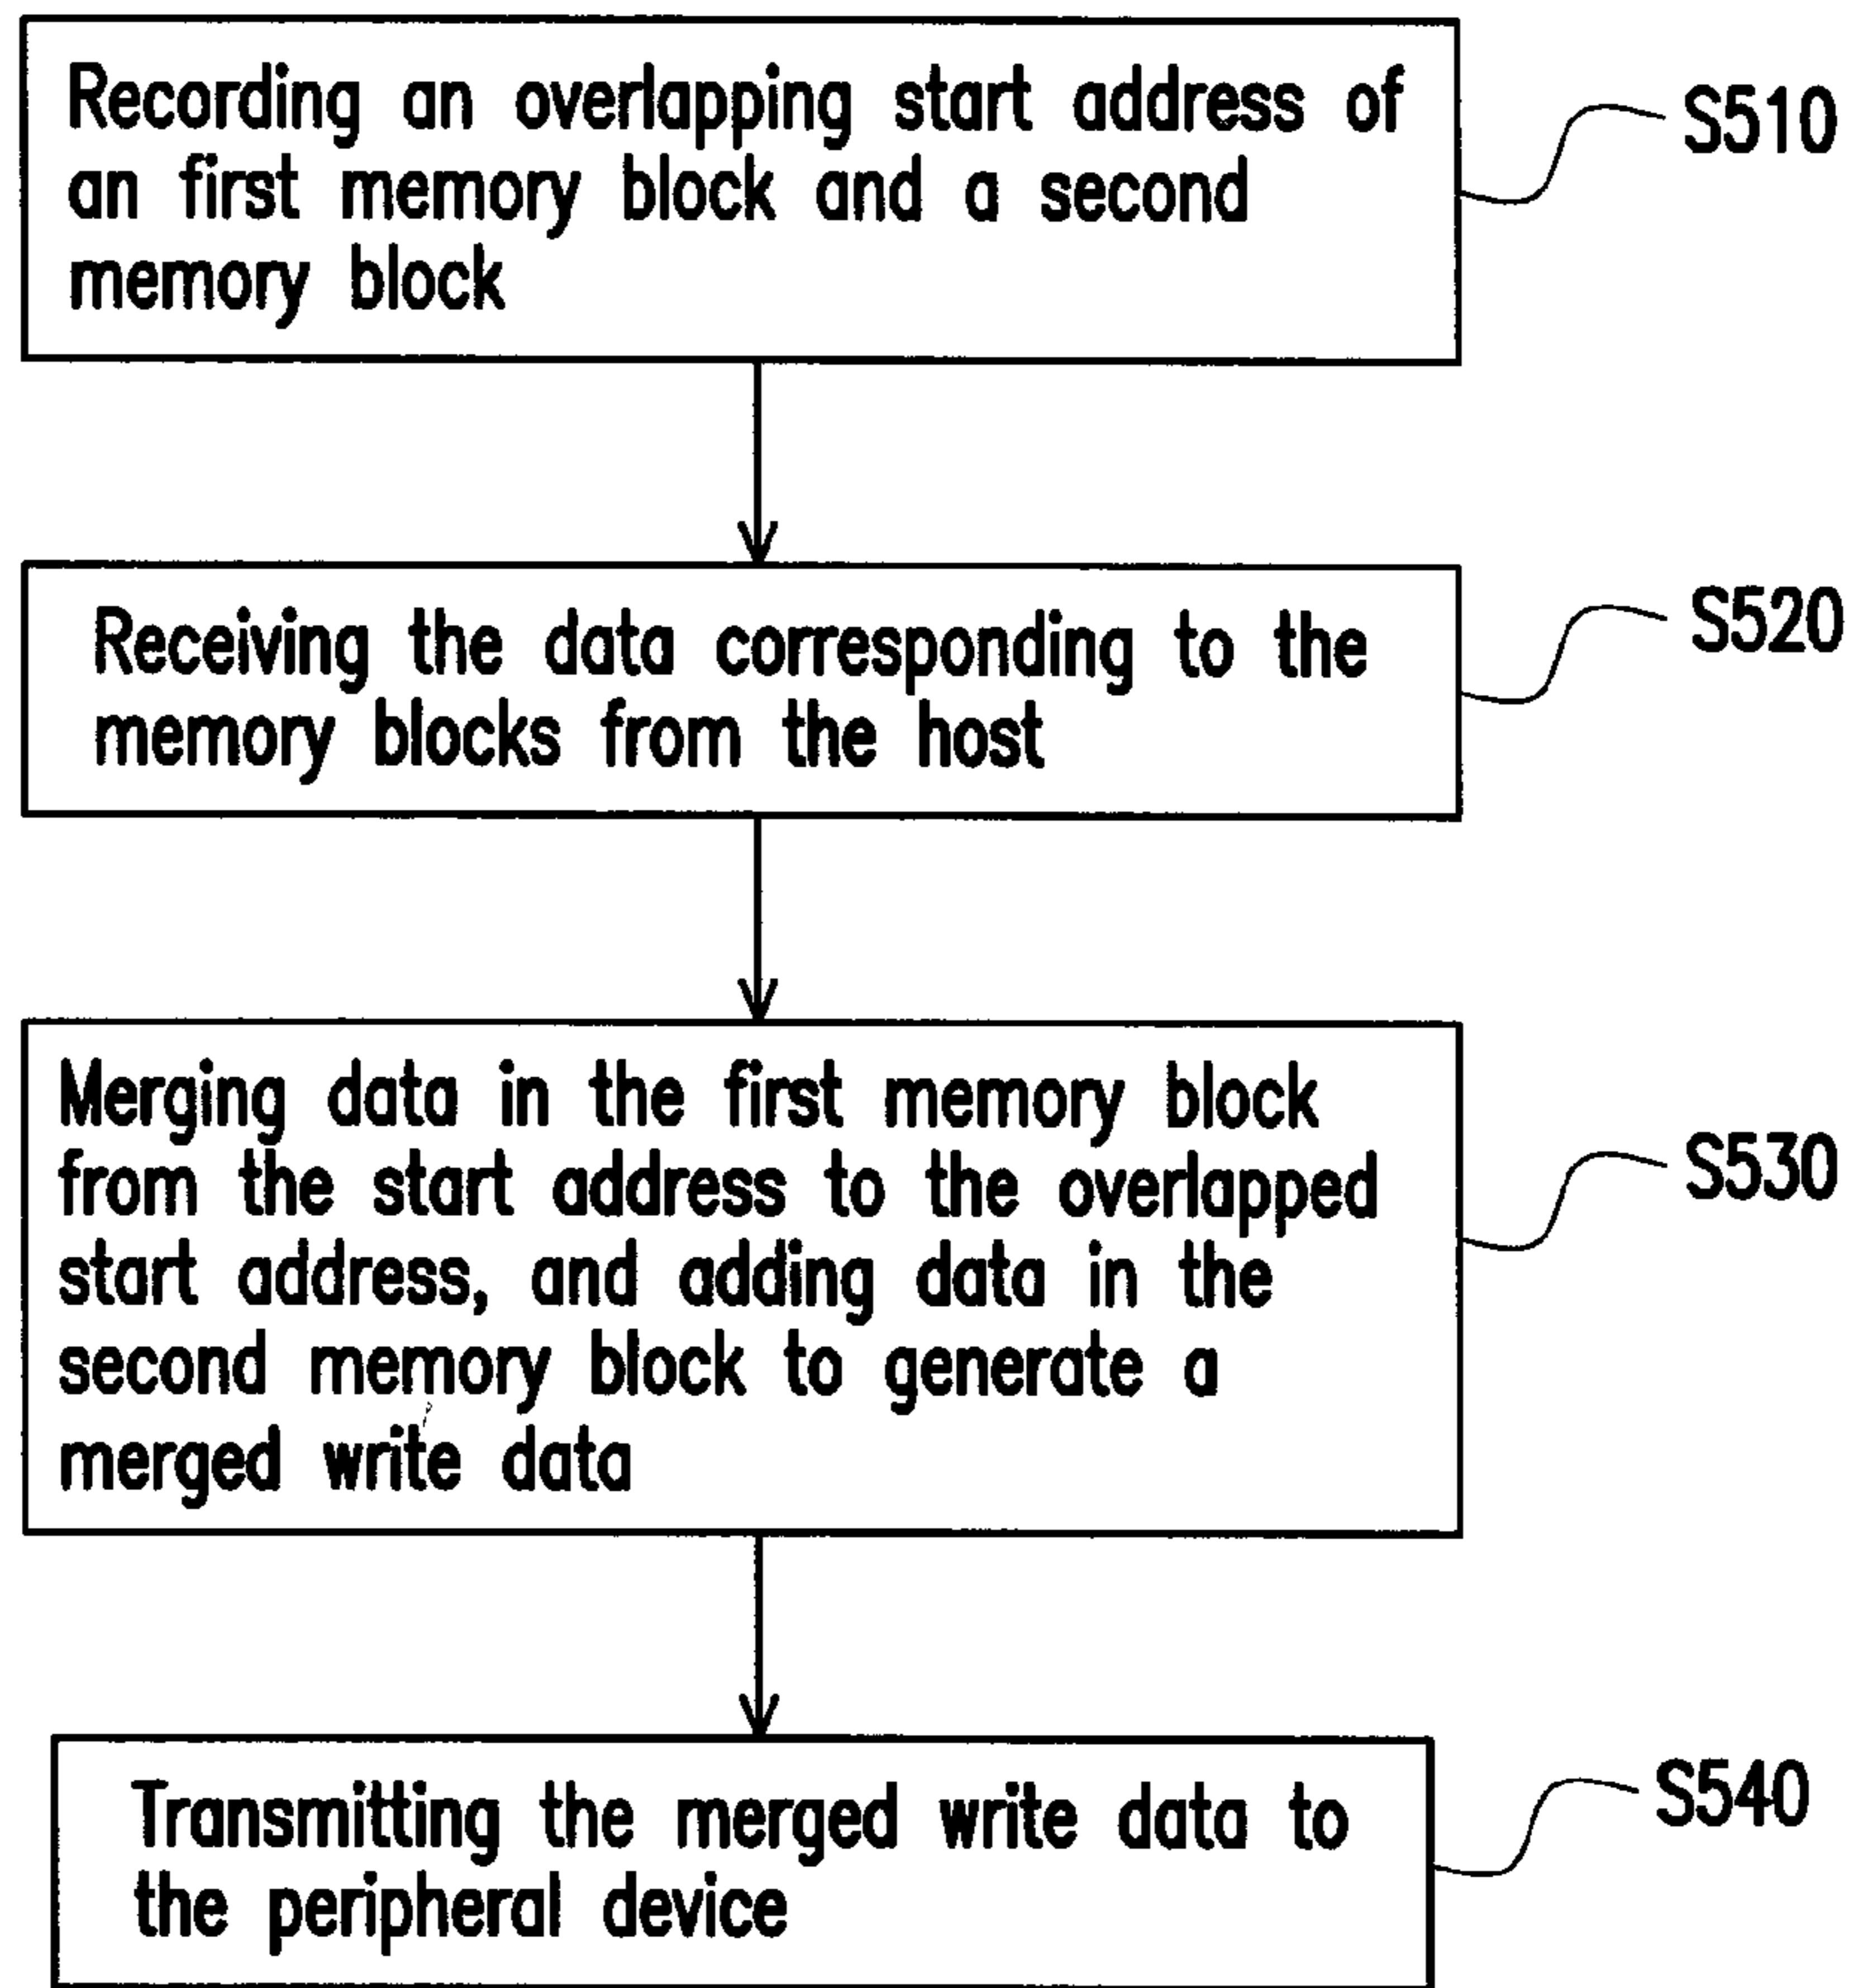 Recording an overlapping start address of
an first memory block and a second
memory block
S510
Receiving the data corresponding to the
memory blocks from the host
S520
Merging data in the first memory block
from the start address to the overlapped
start address, and adding data in the
second memory block to generate a
merged write data
S530
Transmitting the merged write data to
the peripheral device
S540